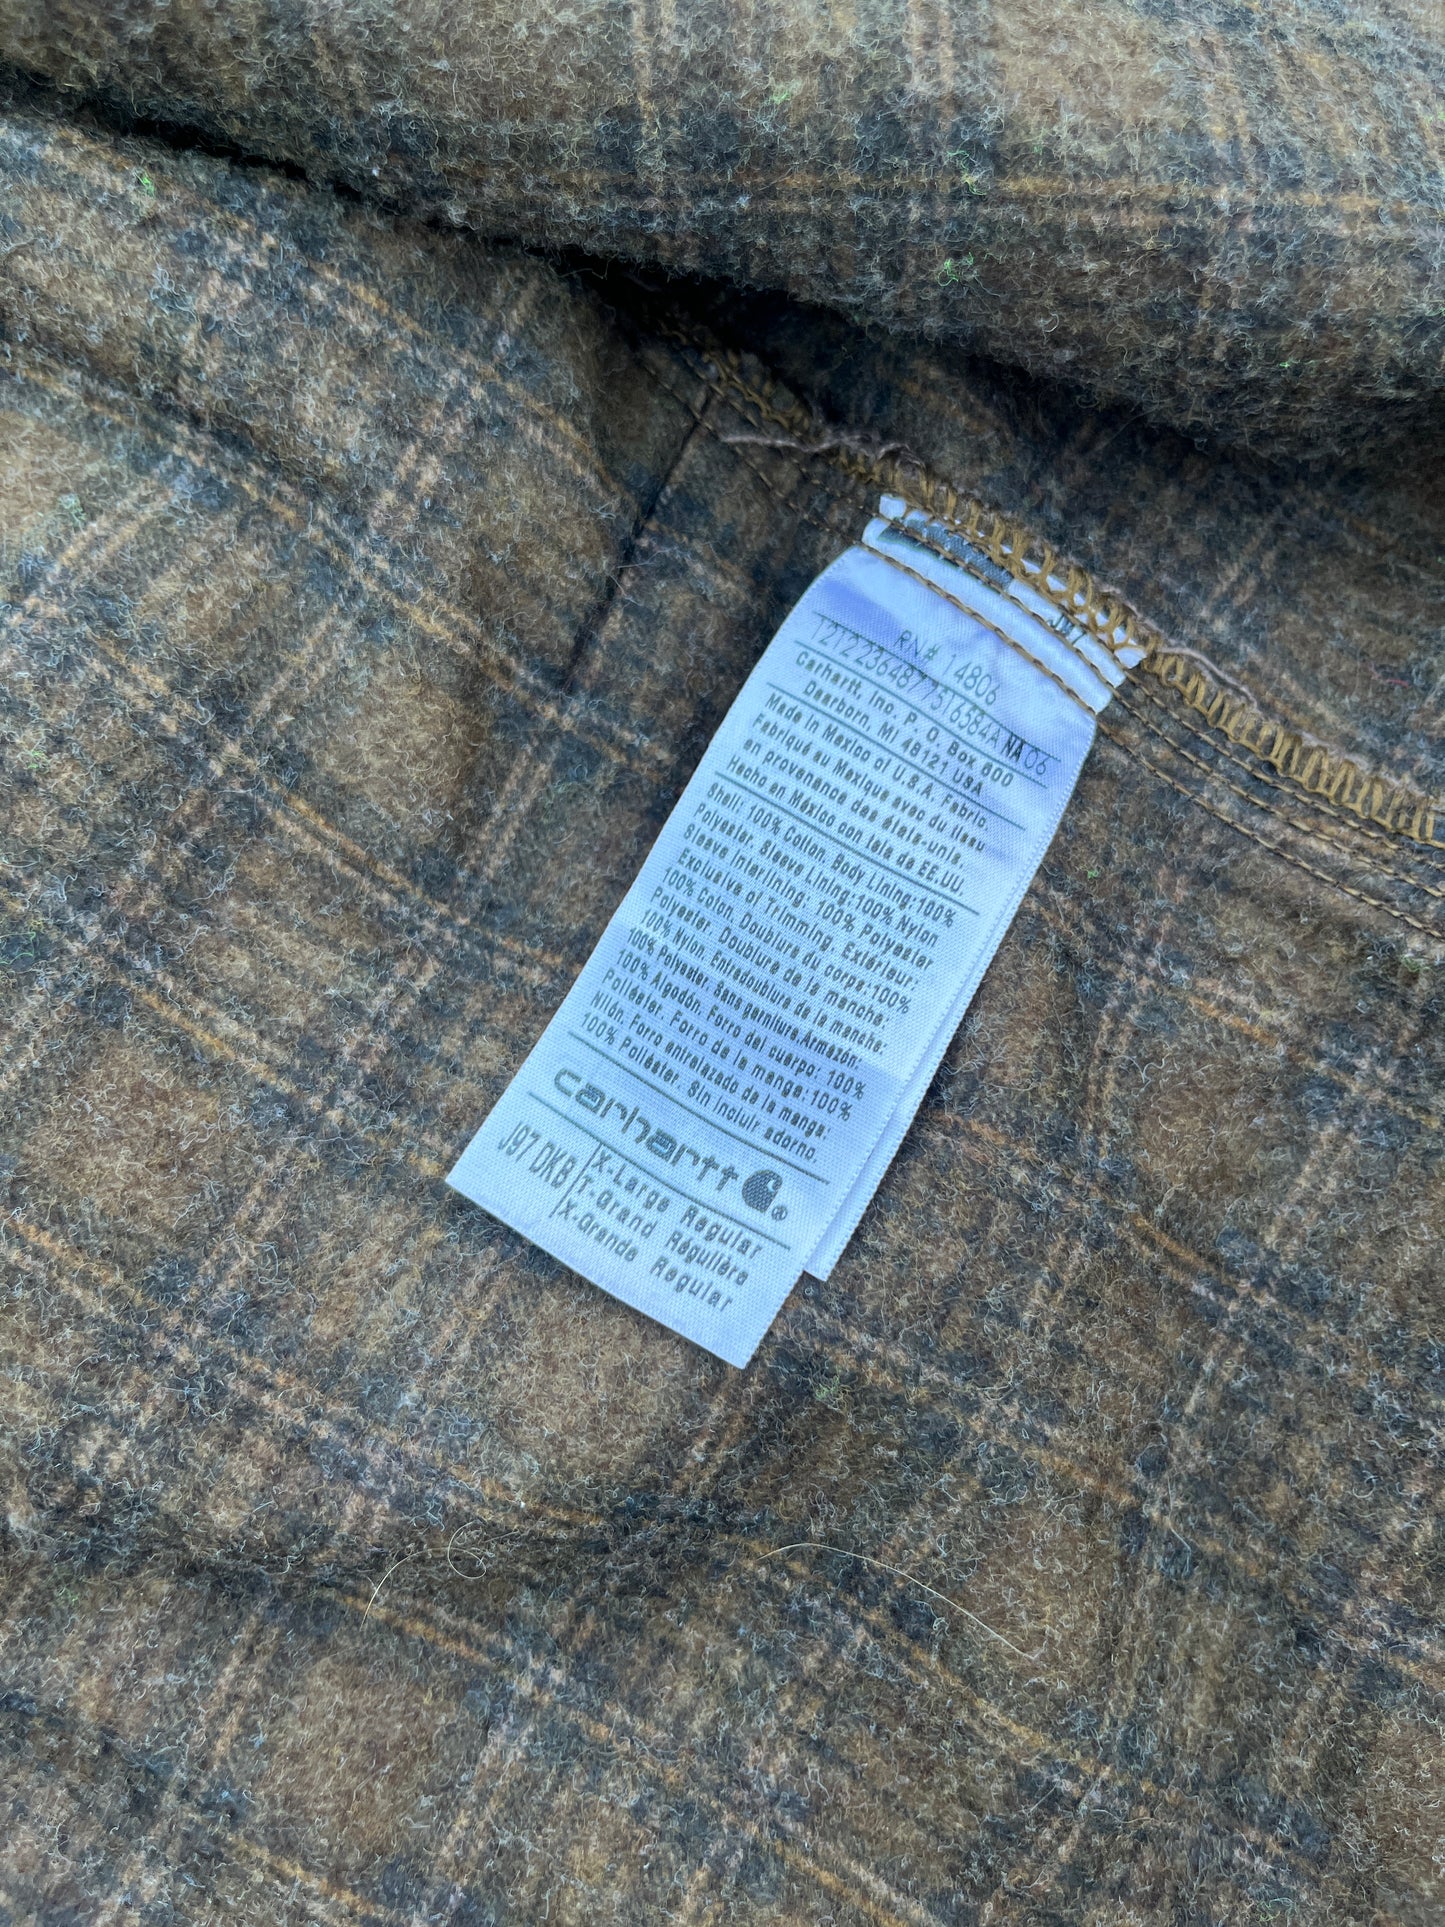 J97
RN# 14806
12122364877516584A NA 06
Carhartt, Inc. P. O. Box 600
Dearborn, MI 48121 USA
Made in Mexico of U.S.A. Fabric.
Fabriqué au Mexique avec du tissu
en provenance des états-unis.
Hecho en México con tela de EE.UU.
Shell: 100% Cotton. Body Lining:100%
Polyester. Sleeve Lining:100% Nylon
Sleeve Interlining: 100% Polyester
Exclusive of Trimming. Extérieur:
100% Coton. Doublure du corps:100%
Polyester. Doublure de la manche:
100% Nylon. Entredoublure de la manche:
100% Polyester. Sans garniture.Armazón:
100% Algodón. Forro del cuerpo: 100%
Poliéster. Forro de la manga:100%
Nilón. Forro entrelazado de la manga:
100% Poliéster. Sin incluir adorno.
carhartt ®
J97 DKB X-Large Regular
T-Grand Régulière
X-Grande Regular